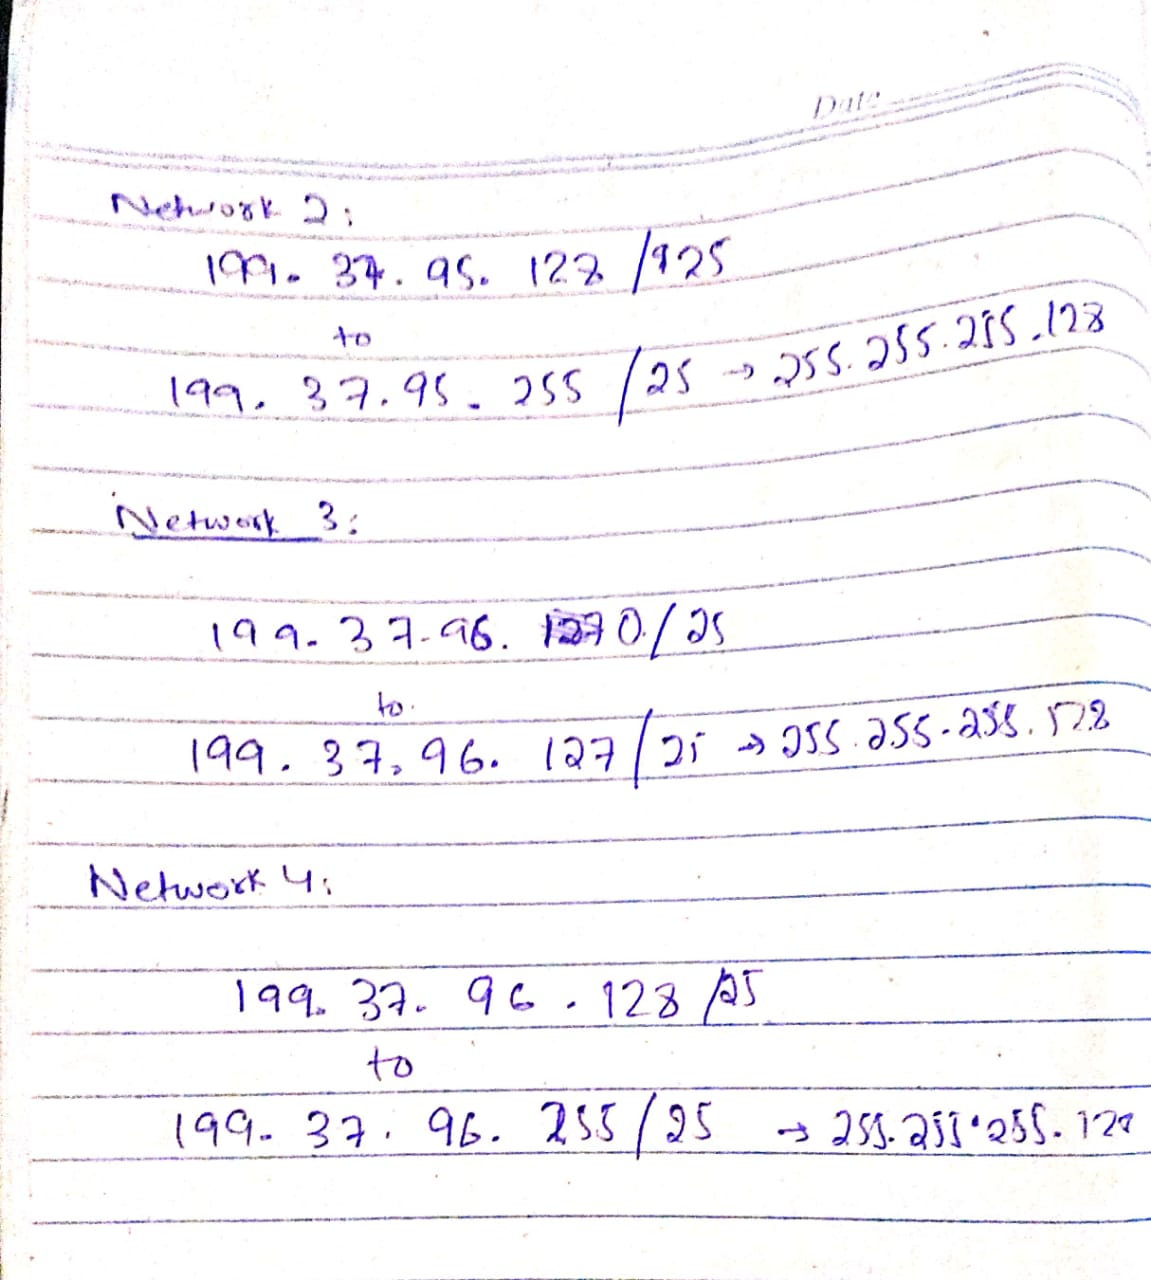 Date
Network 2:
199. 37. 95. 128 /25
to
199. 37. 95. 255 /25 → 255. 255. 255. 128
Network 3:
199. 37. 96. 0 / 25
to
199. 37. 96. 127 / 25 → 255. 255. 255. 128
Network 4:
199. 37. 96. 128 /25
to
199. 37. 96. 255 / 25 → 255. 255. 255. 128